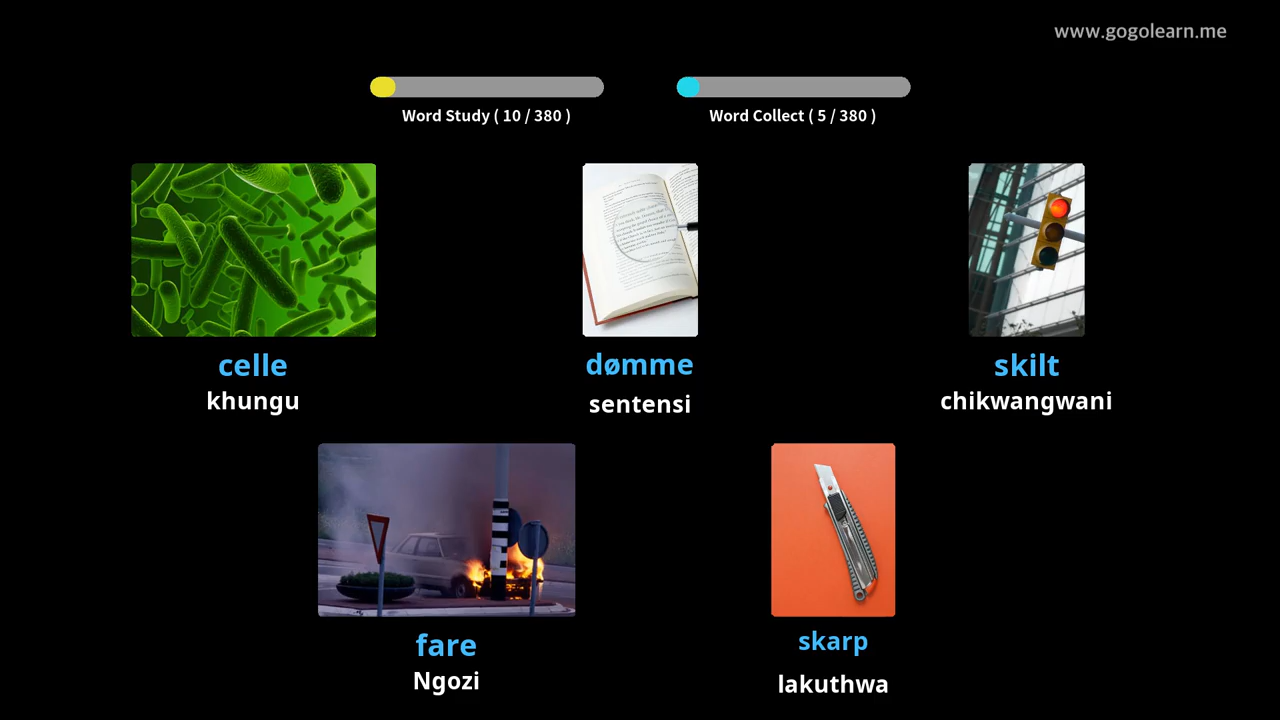 www.gogolearn.me
Word Study ( 10 / 380 )
Word Collect ( 5 / 380 )
celle
khungu
dømme
sentensi
skilt
chikwangwani
fare
Ngozi
skarp
lakuthwa